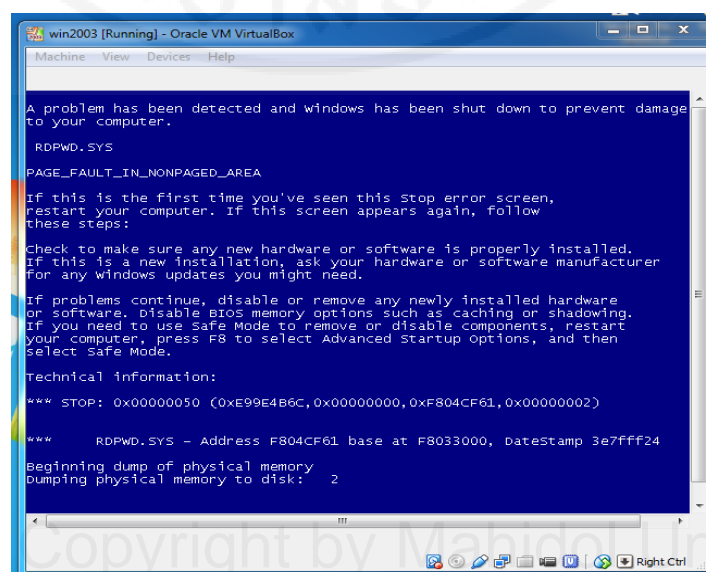 win2003 [Running] - Oracle VM VirtualBox
Machine View Devices Help
A problem has been detected and windows has been shut down to prevent damage
to your computer.
RDPWD.SYS
PAGE_FAULT_IN_NONPAGED_AREA
If this is the first time you've seen this Stop error screen,
restart your computer. If this screen appears again, follow
these steps:
Check to make sure any new hardware or software is properly installed.
If this is a new installation, ask your hardware or software manufacturer
for any windows updates you might need.
If problems continue, disable or remove any newly installed hardware
or software. Disable BIOS memory options such as caching or shadowing.
If you need to use Safe Mode to remove or disable components, restart
your computer, press F8 to select Advanced Startup Options, and then
select Safe Mode.
Technical information:
*** STOP: 0x00000050 (0xE99E4B6C,0x00000000,0xF804CF61,0x00000002)
*** RDPWD.SYS - Address F804CF61 base at F8033000, DateStamp 3e7fff24
Beginning dump of physical memory
Dumping physical memory to disk: 2
Copyright by Mahidol
Right Ctrl